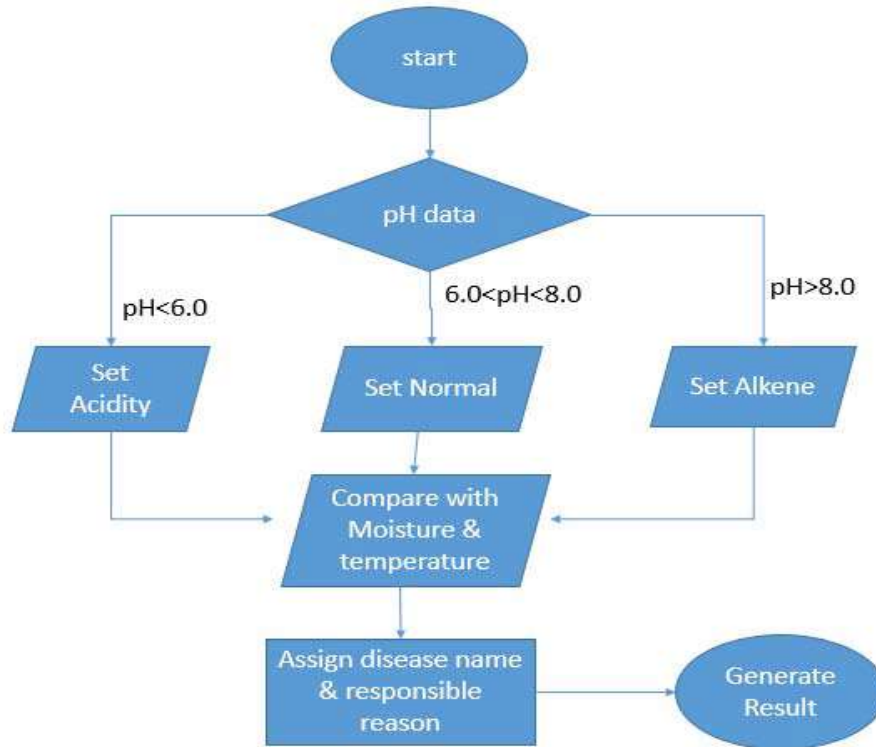 start
pH data
pH<6.0
6.0<pH<8.0
pH>8.0
Set
Acidity
Set Normal
Set Alkene
Compare with
Moisture &
temperature
Assign disease name
& responsible
reason
Generate
Result